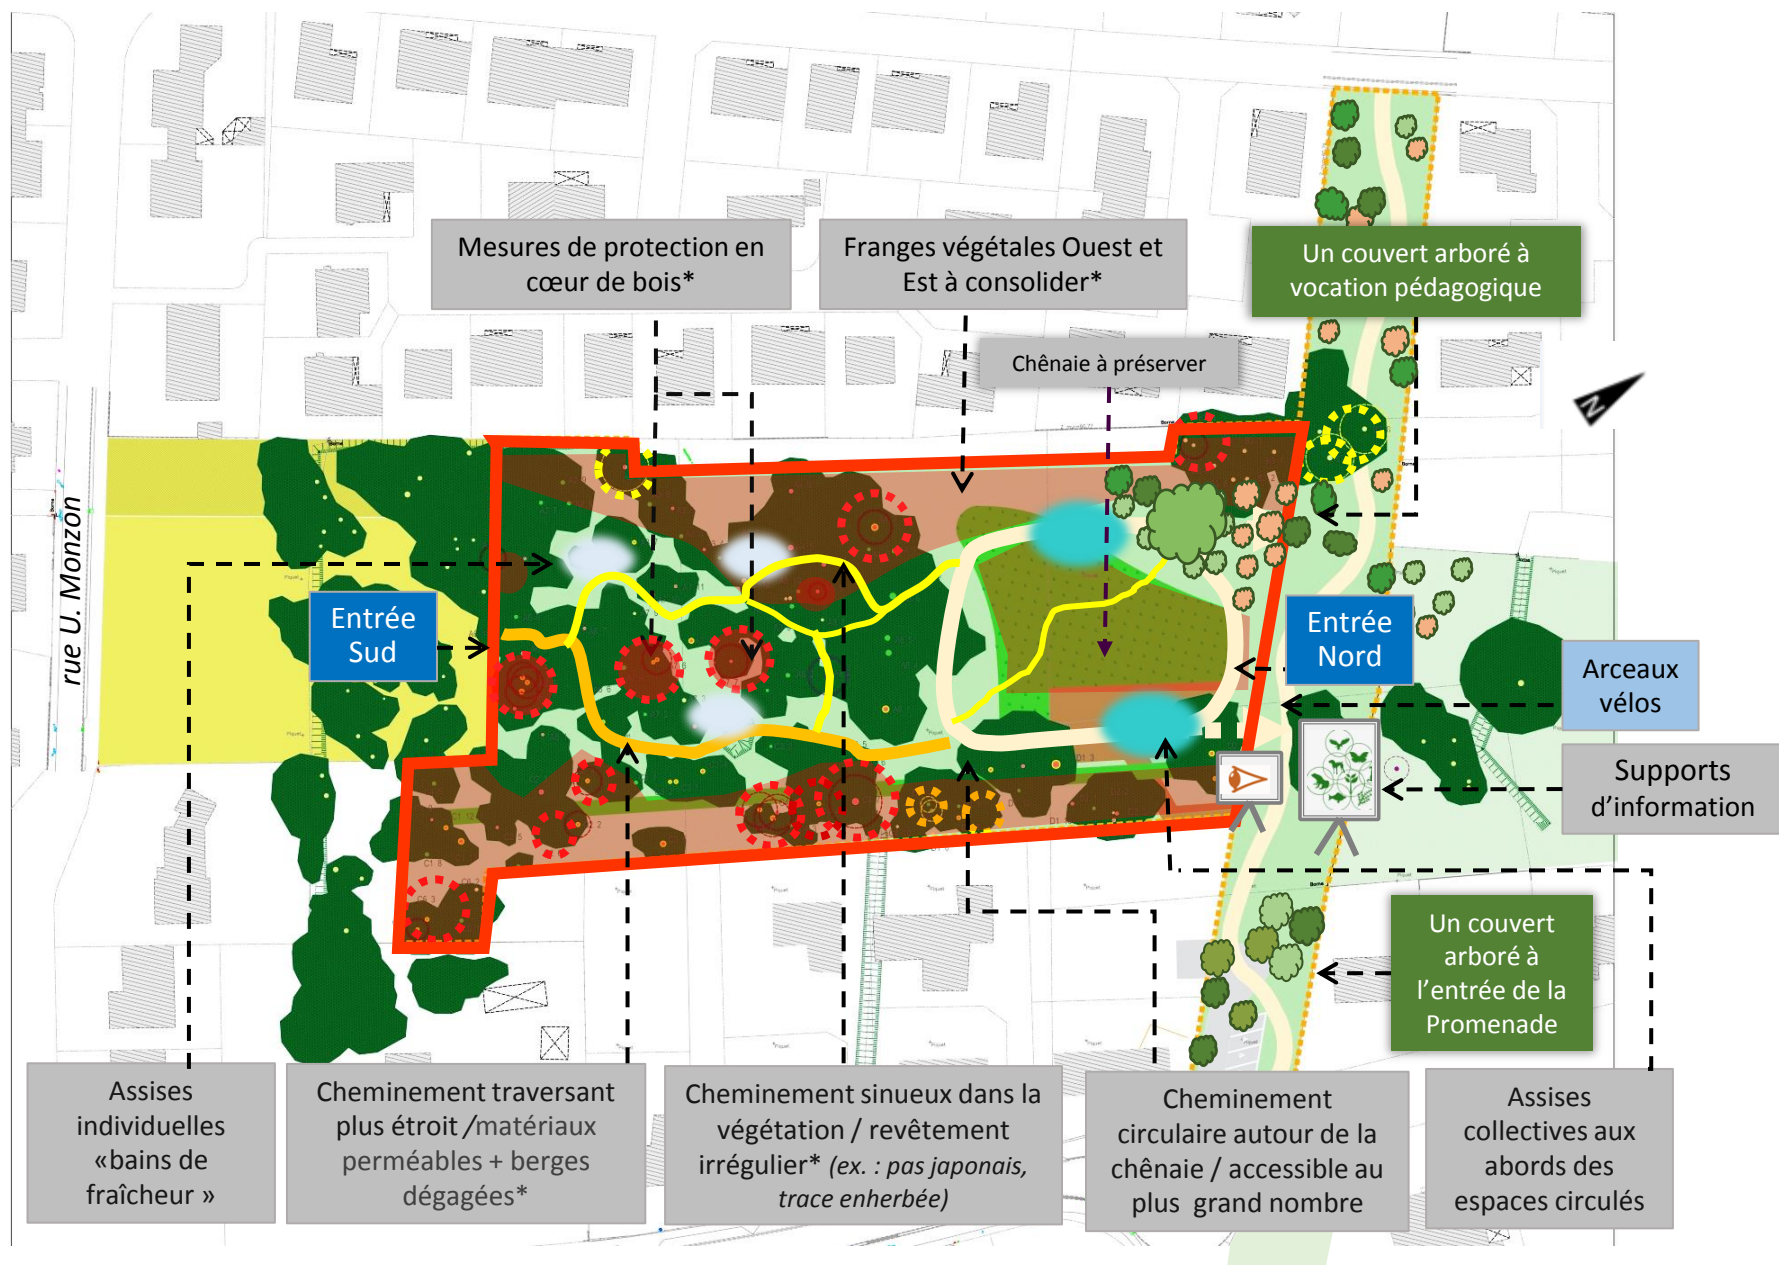 Mesures de protection en
cœur de bois*
Franges végétales Ouest et
Est à consolider*
Un couvert arboré à
vocation pédagogique
Chênaie à préserver
N
rue U. Monzon
Entrée
Sud
Entrée
Nord
Arceaux
vélos
Supports
d’information
Un couvert
arboré à
l’entrée de la
Promenade
Assises
individuelles
«bains de
fraîcheur »
Cheminement traversant
plus étroit /matériaux
perméables + berges
dégagées*
Cheminement sinueux dans la
végétation / revêtement
irrégulier* (ex. : pas japonais,
trace enherbée)
Cheminement
circulaire autour de la
chênaie / accessible au
plus grand nombre
Assises
collectives aux
abords des
espaces circulés